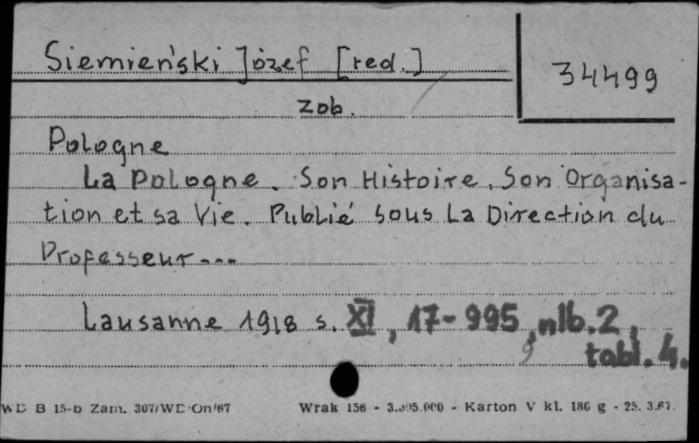 Siemieński Józef [red.]
34499
zob.
Pologne
La Pologne. Son Histoire. Son Organisa-
tion et sa Vie. Publié sous La Direction du
Professeur---
Lausanne 1918 s. XI, 17-995, nlb. 2,
tabl. 4.
WD B 15-b Zam. 307/WD-On/67 Wrak 156 - 3.395.000 - Karton V kl. 180 g - 25. 3.67.